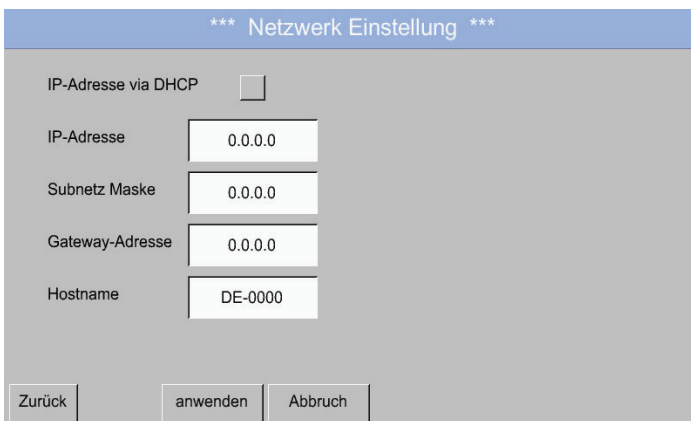 *** Netzwerk Einstellung ***
IP-Adresse via DHCP
IP-Adresse 0.0.0.0
Subnetz Maske 0.0.0.0
Gateway-Adresse 0.0.0.0
Hostname DE-0000
Zurück anwenden Abbruch